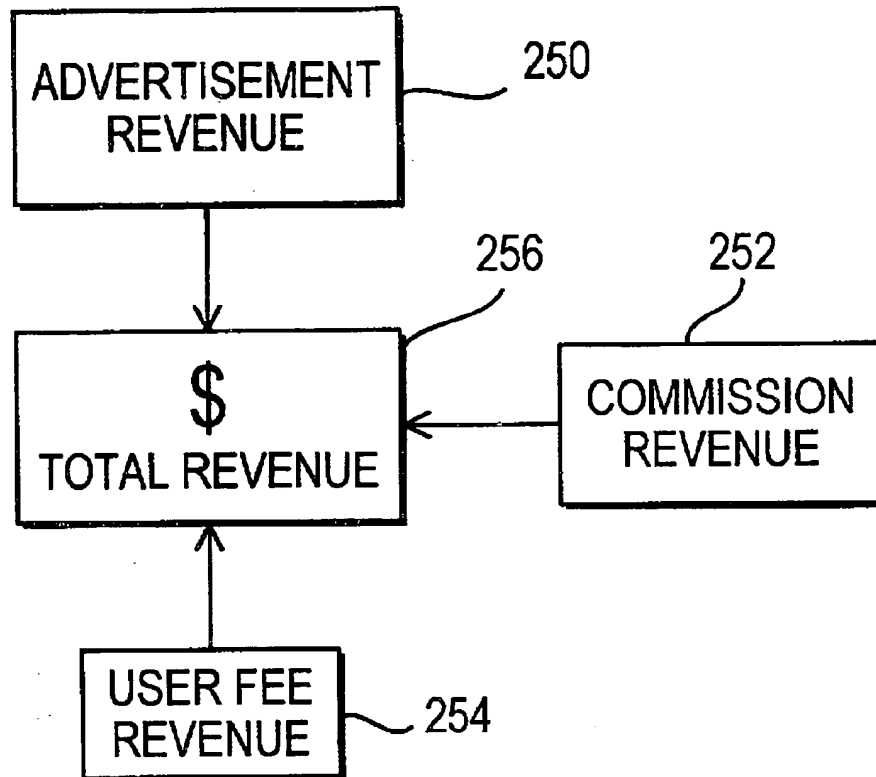 ADVERTISEMENT
REVENUE
250
256
$
TOTAL REVENUE
252
COMMISSION
REVENUE
USER FEE
REVENUE
254